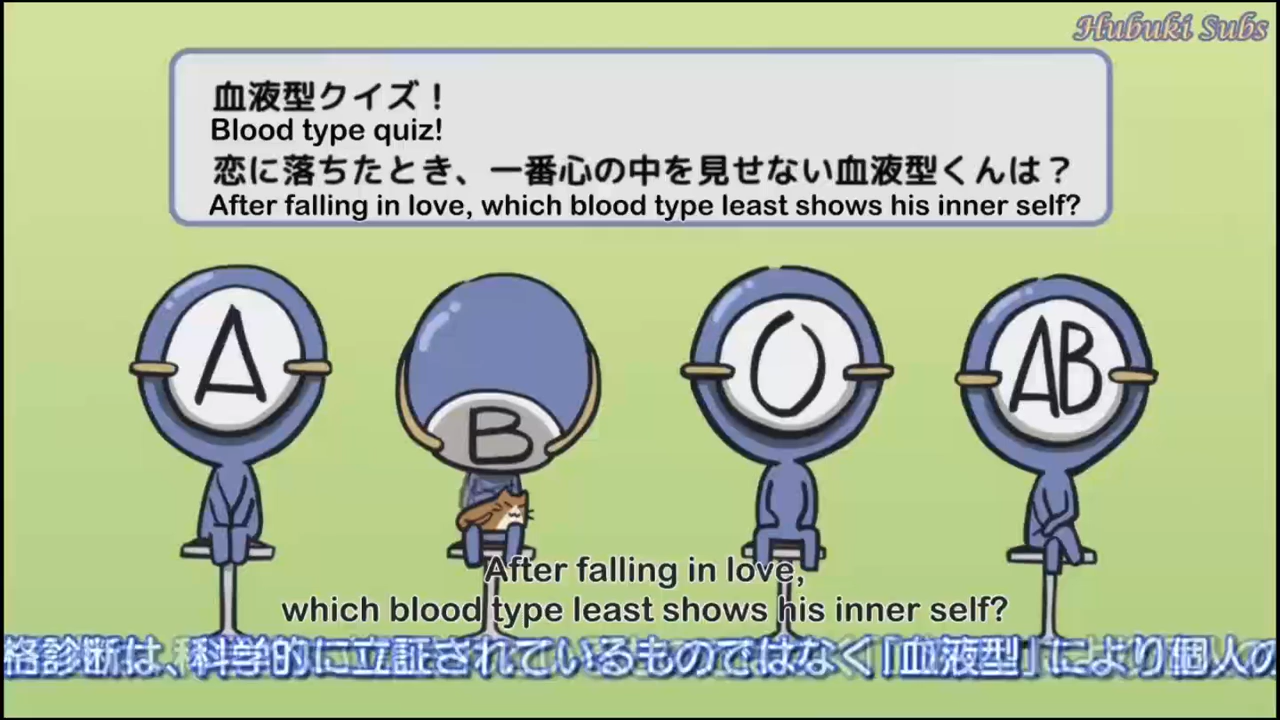 Hubuki Subs
血液型クイズ！
Blood type quiz!
恋に落ちたとき、一番心の中を見せない血液型くんは？
After falling in love, which blood type least shows his inner self?
A
B
O
AB
After falling in love,
which blood type least shows his inner self?
格診断は、科学的に立証されているものではなく「血液型」により個人の